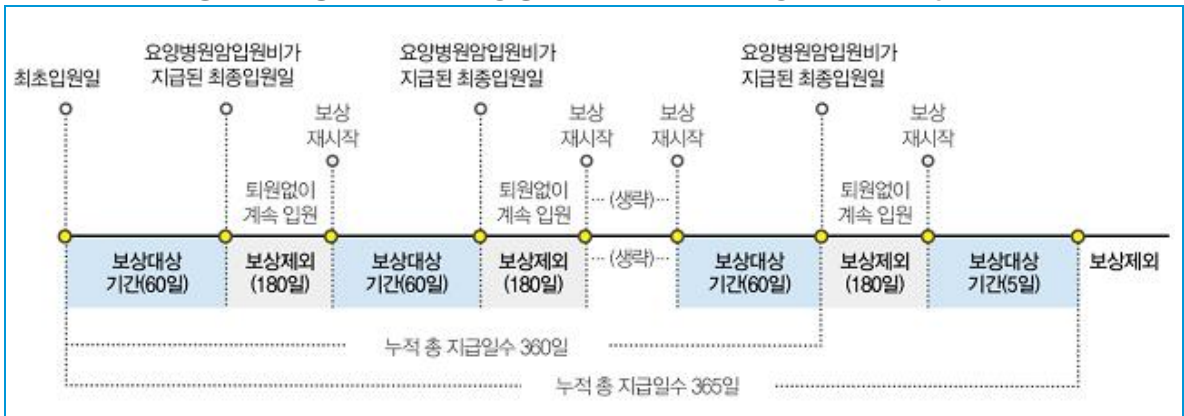 최초입원일
요양병원암입원비가
지급된 최종입원일
보상
재시작
요양병원암입원비가
지급된 최종입원일
보상
재시작
보상
재시작
요양병원암입원비가
지급된 최종입원일
보상
재시작
퇴원없이
계속 입원
퇴원없이
계속 입원
··· (생략)···
퇴원없이
계속 입원
보상대상
기간(60일)
보상제외
(180일)
보상대상
기간(60일)
보상제외
(180일)
··· (생략)···
보상대상
기간(60일)
보상제외
(180일)
보상대상
기간(5일)
보상제외
누적 총 지급일수 360일
누적 총 지급일수 365일